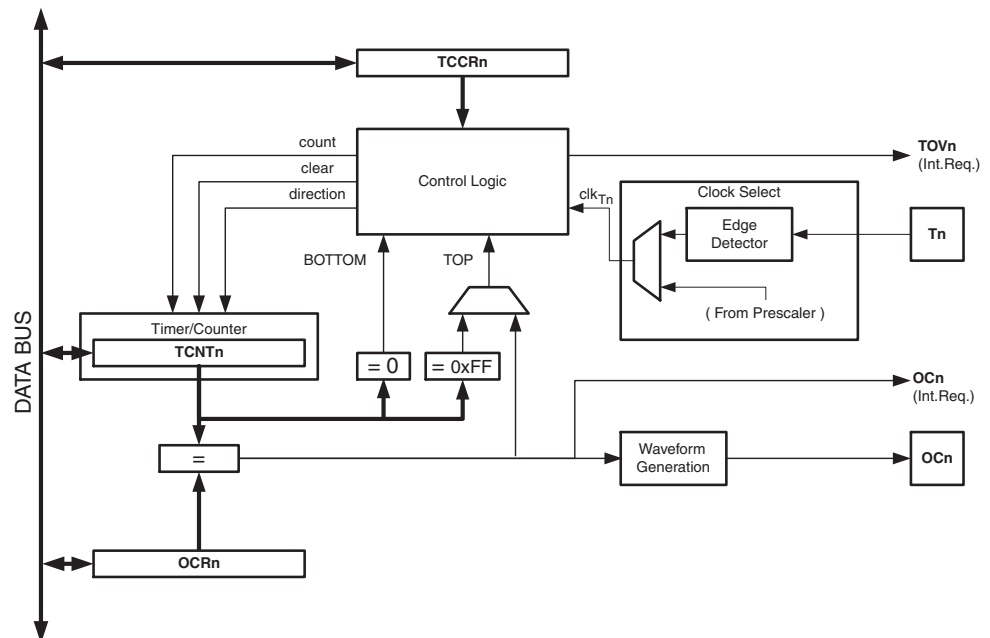 TCCRn
count
clear
direction
Control Logic
TOVn
(Int.Req.)
clkTn
Clock Select
Edge
Detector
Tn
( From Prescaler )
BOTTOM
TOP
Timer/Counter
TCNTn
= 0
= 0xFF
DATA BUS
OCn
(Int.Req.)
=
Waveform
Generation
OCn
OCRn